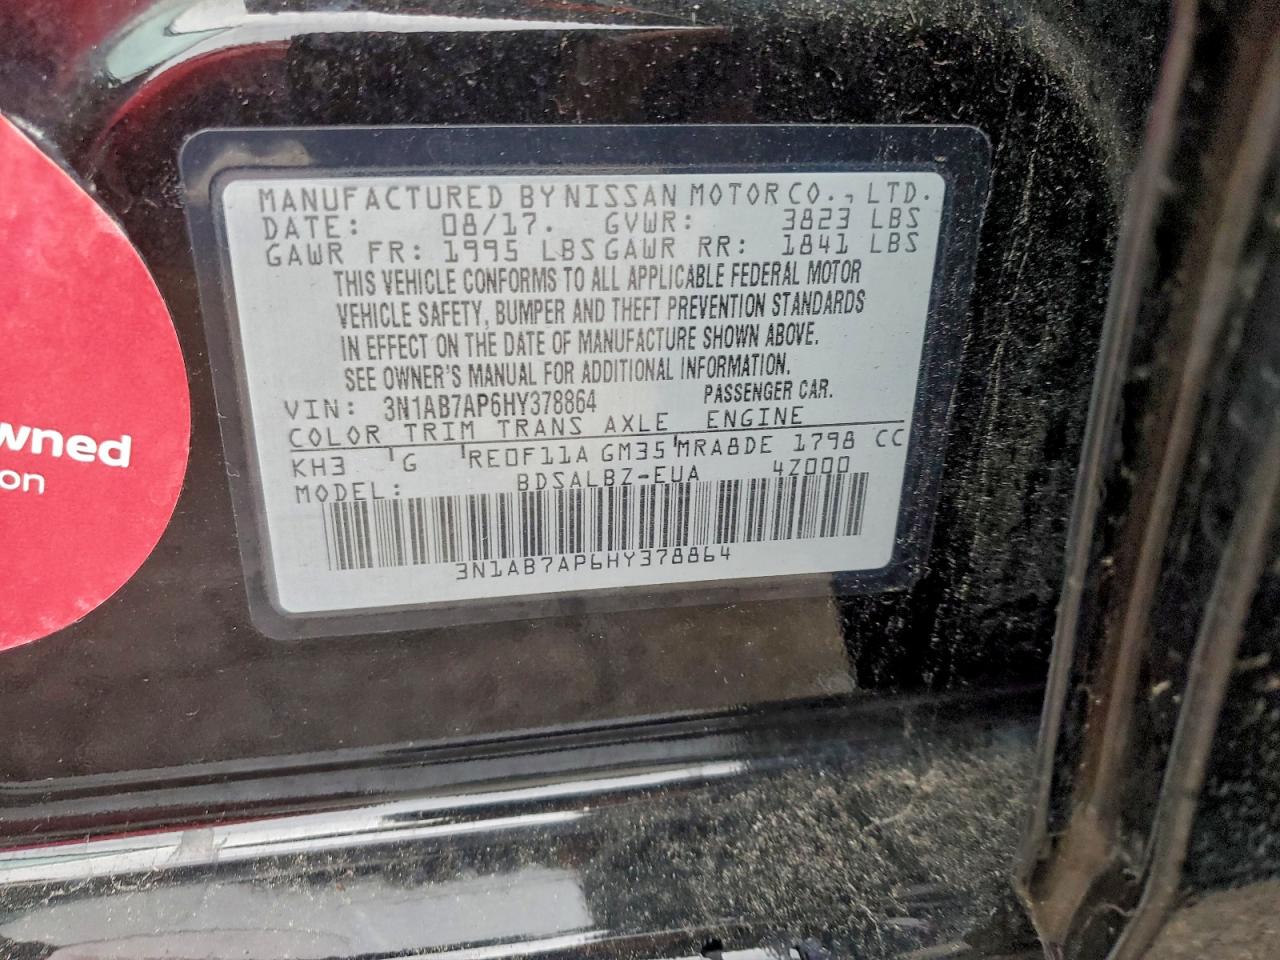 MANUFACTURED BY NISSAN MOTOR CO., LTD.
DATE: 08/17. GVWR: 3823 LBS
GAWR FR: 1995 LBS GAWR RR: 1841 LBS
THIS VEHICLE CONFORMS TO ALL APPLICABLE FEDERAL MOTOR
VEHICLE SAFETY, BUMPER AND THEFT PREVENTION STANDARDS
IN EFFECT ON THE DATE OF MANUFACTURE SHOWN ABOVE.
SEE OWNER'S MANUAL FOR ADDITIONAL INFORMATION.
PASSENGER CAR.
VIN: 3N1AB7AP6HY378864
COLOR TRIM TRANS AXLE ENGINE
KH3 'G 'RE0F11A GM35'MRA8DE 1798 CC
MODEL: BDSALBZ-EUA 4Z000
3N1AB7AP6HY378864
wned
on